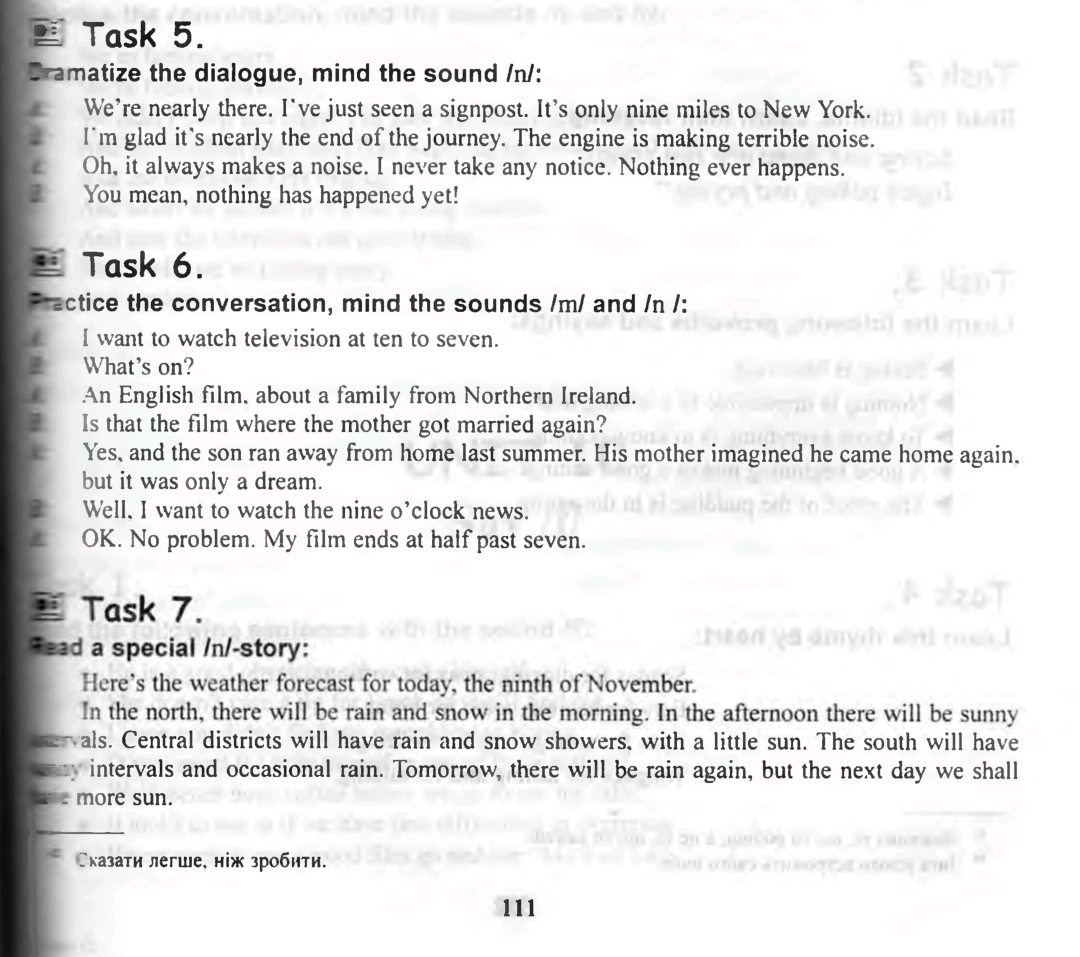 Task 5.
Dramatize the dialogue, mind the sound /n/:
We're nearly there. I've just seen a signpost. It's only nine miles to New York.
I'm glad it's nearly the end of the journey. The engine is making terrible noise.
Oh, it always makes a noise. I never take any notice. Nothing ever happens.
You mean, nothing has happened yet!
Task 6.
Practice the conversation, mind the sounds /m/ and /n /:
I want to watch television at ten to seven.
What's on?
An English film, about a family from Northern Ireland.
Is that the film where the mother got married again?
Yes, and the son ran away from home last summer. His mother imagined he came home again,
but it was only a dream.
Well, I want to watch the nine o'clock news.
OK. No problem. My film ends at half past seven.
Task 7.
Read a special /n/-story:
Here's the weather forecast for today, the ninth of November.
In the north, there will be rain and snow in the morning. In the afternoon there will be sunny
intervals. Central districts will have rain and snow showers, with a little sun. The south will have
sunny intervals and occasional rain. Tomorrow, there will be rain again, but the next day we shall
have more sun.
Сказати легше, ніж зробити.
111